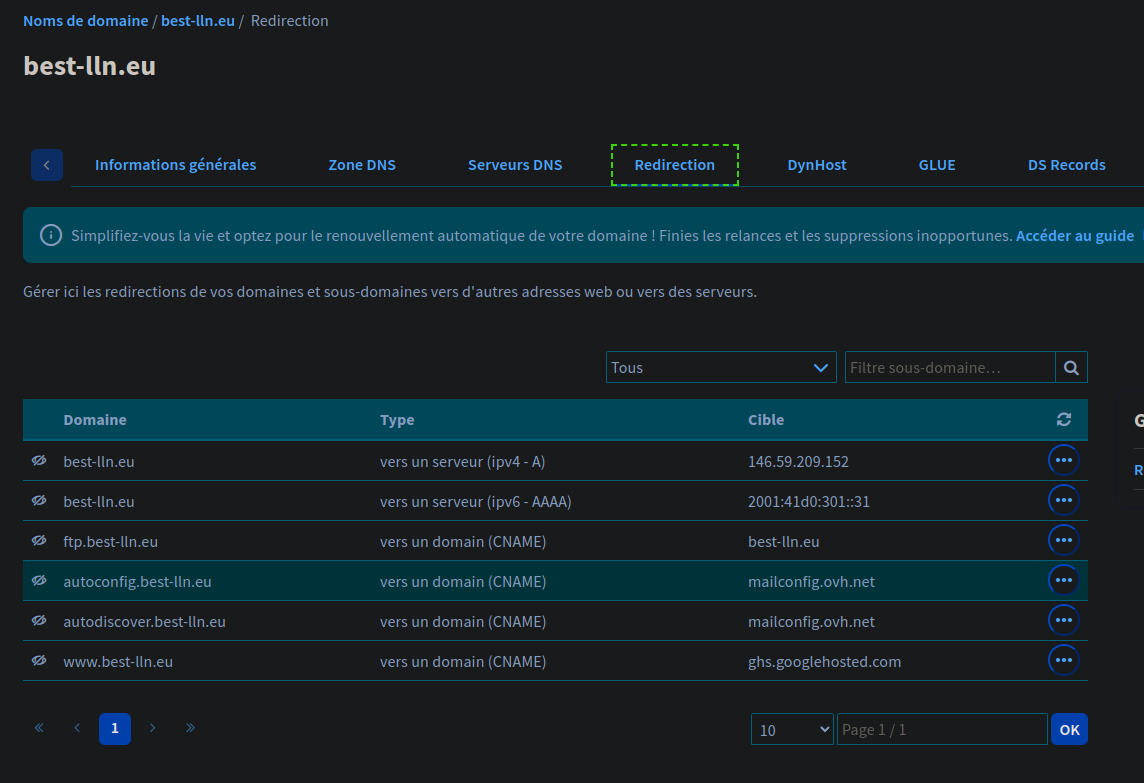 Noms de domaine / best-lln.eu / Redirection
best-lln.eu
Informations générales Zone DNS Serveurs DNS Redirection DynHost GLUE DS Records
Simplifiez-vous la vie et optez pour le renouvellement automatique de votre domaine ! Finies les relances et les suppressions inopportunes. Accéder au guide
Gérer ici les redirections de vos domaines et sous-domaines vers d'autres adresses web ou vers des serveurs.
Tous Filtre sous-domaine…
Domaine Type Cible
best-lln.eu vers un serveur (ipv4 - A) 146.59.209.152
best-lln.eu vers un serveur (ipv6 - AAAA) 2001:41d0:301::31
ftp.best-lln.eu vers un domain (CNAME) best-lln.eu
autoconfig.best-lln.eu vers un domain (CNAME) mailconfig.ovh.net
autodiscover.best-lln.eu vers un domain (CNAME) mailconfig.ovh.net
www.best-lln.eu vers un domain (CNAME) ghs.googlehosted.com
« ‹ 1 › » 10 Page 1 / 1 OK